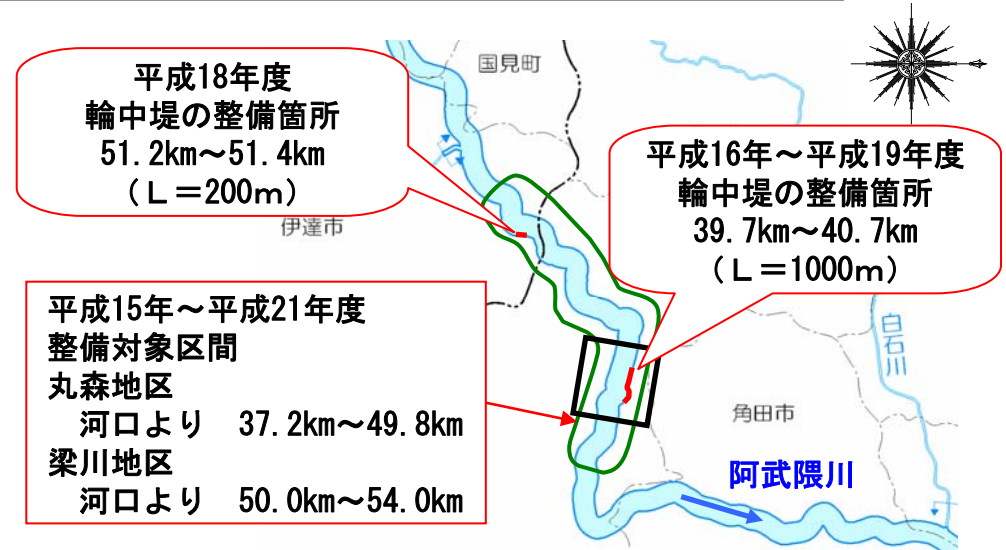 国見町
平成18年度
輪中堤の整備箇所
51.2km～51.4km
（Ｌ＝200ｍ）
伊達市
平成16年～平成19年度
輪中堤の整備箇所
39.7km～40.7km
（Ｌ＝1000ｍ）
平成15年～平成21年度
整備対象区間
丸森地区
河口より　37.2km～49.8km
梁川地区
河口より　50.0km～54.0km
白石川
角田市
阿武隈川